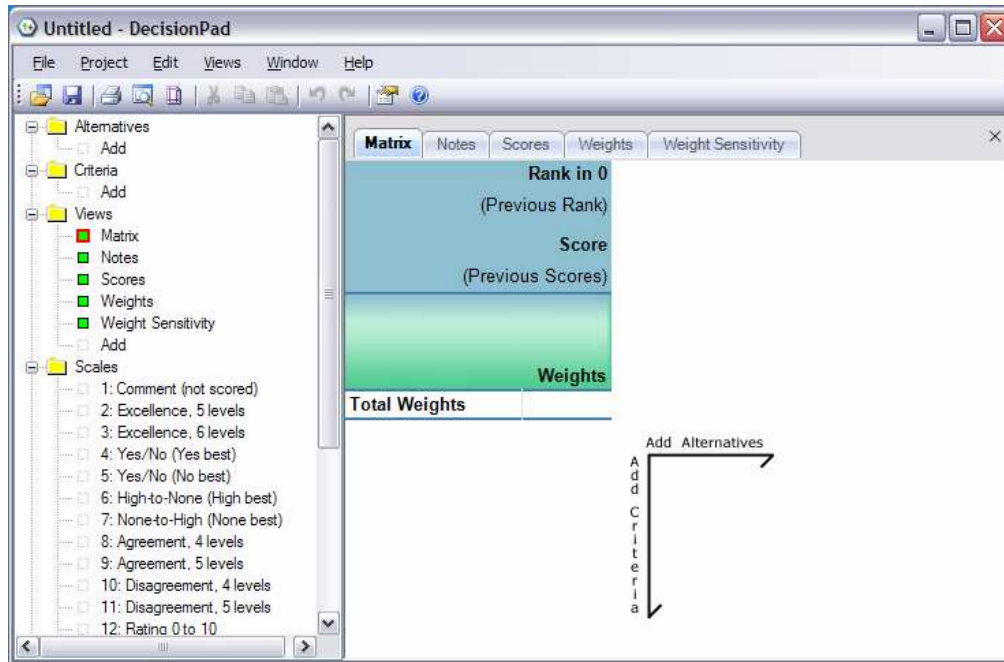 Untitled - DecisionPad
File Project Edit Views Window Help
Alternatives
Add
Criteria
Add
Views
Matrix
Notes
Scores
Weights
Weight Sensitivity
Add
Scales
1: Comment (not scored)
2: Excellence, 5 levels
3: Excellence, 6 levels
4: Yes/No (Yes best)
5: Yes/No (No best)
6: High-to-None (High best)
7: None-to-High (None best)
8: Agreement, 4 levels
9: Agreement, 5 levels
10: Disagreement, 4 levels
11: Disagreement, 5 levels
12: Rating 0 to 10
Matrix Notes Scores Weights Weight Sensitivity
Rank in 0
(Previous Rank)
Score
(Previous Scores)
Weights
Total Weights
Add Alternatives
Add Criteria